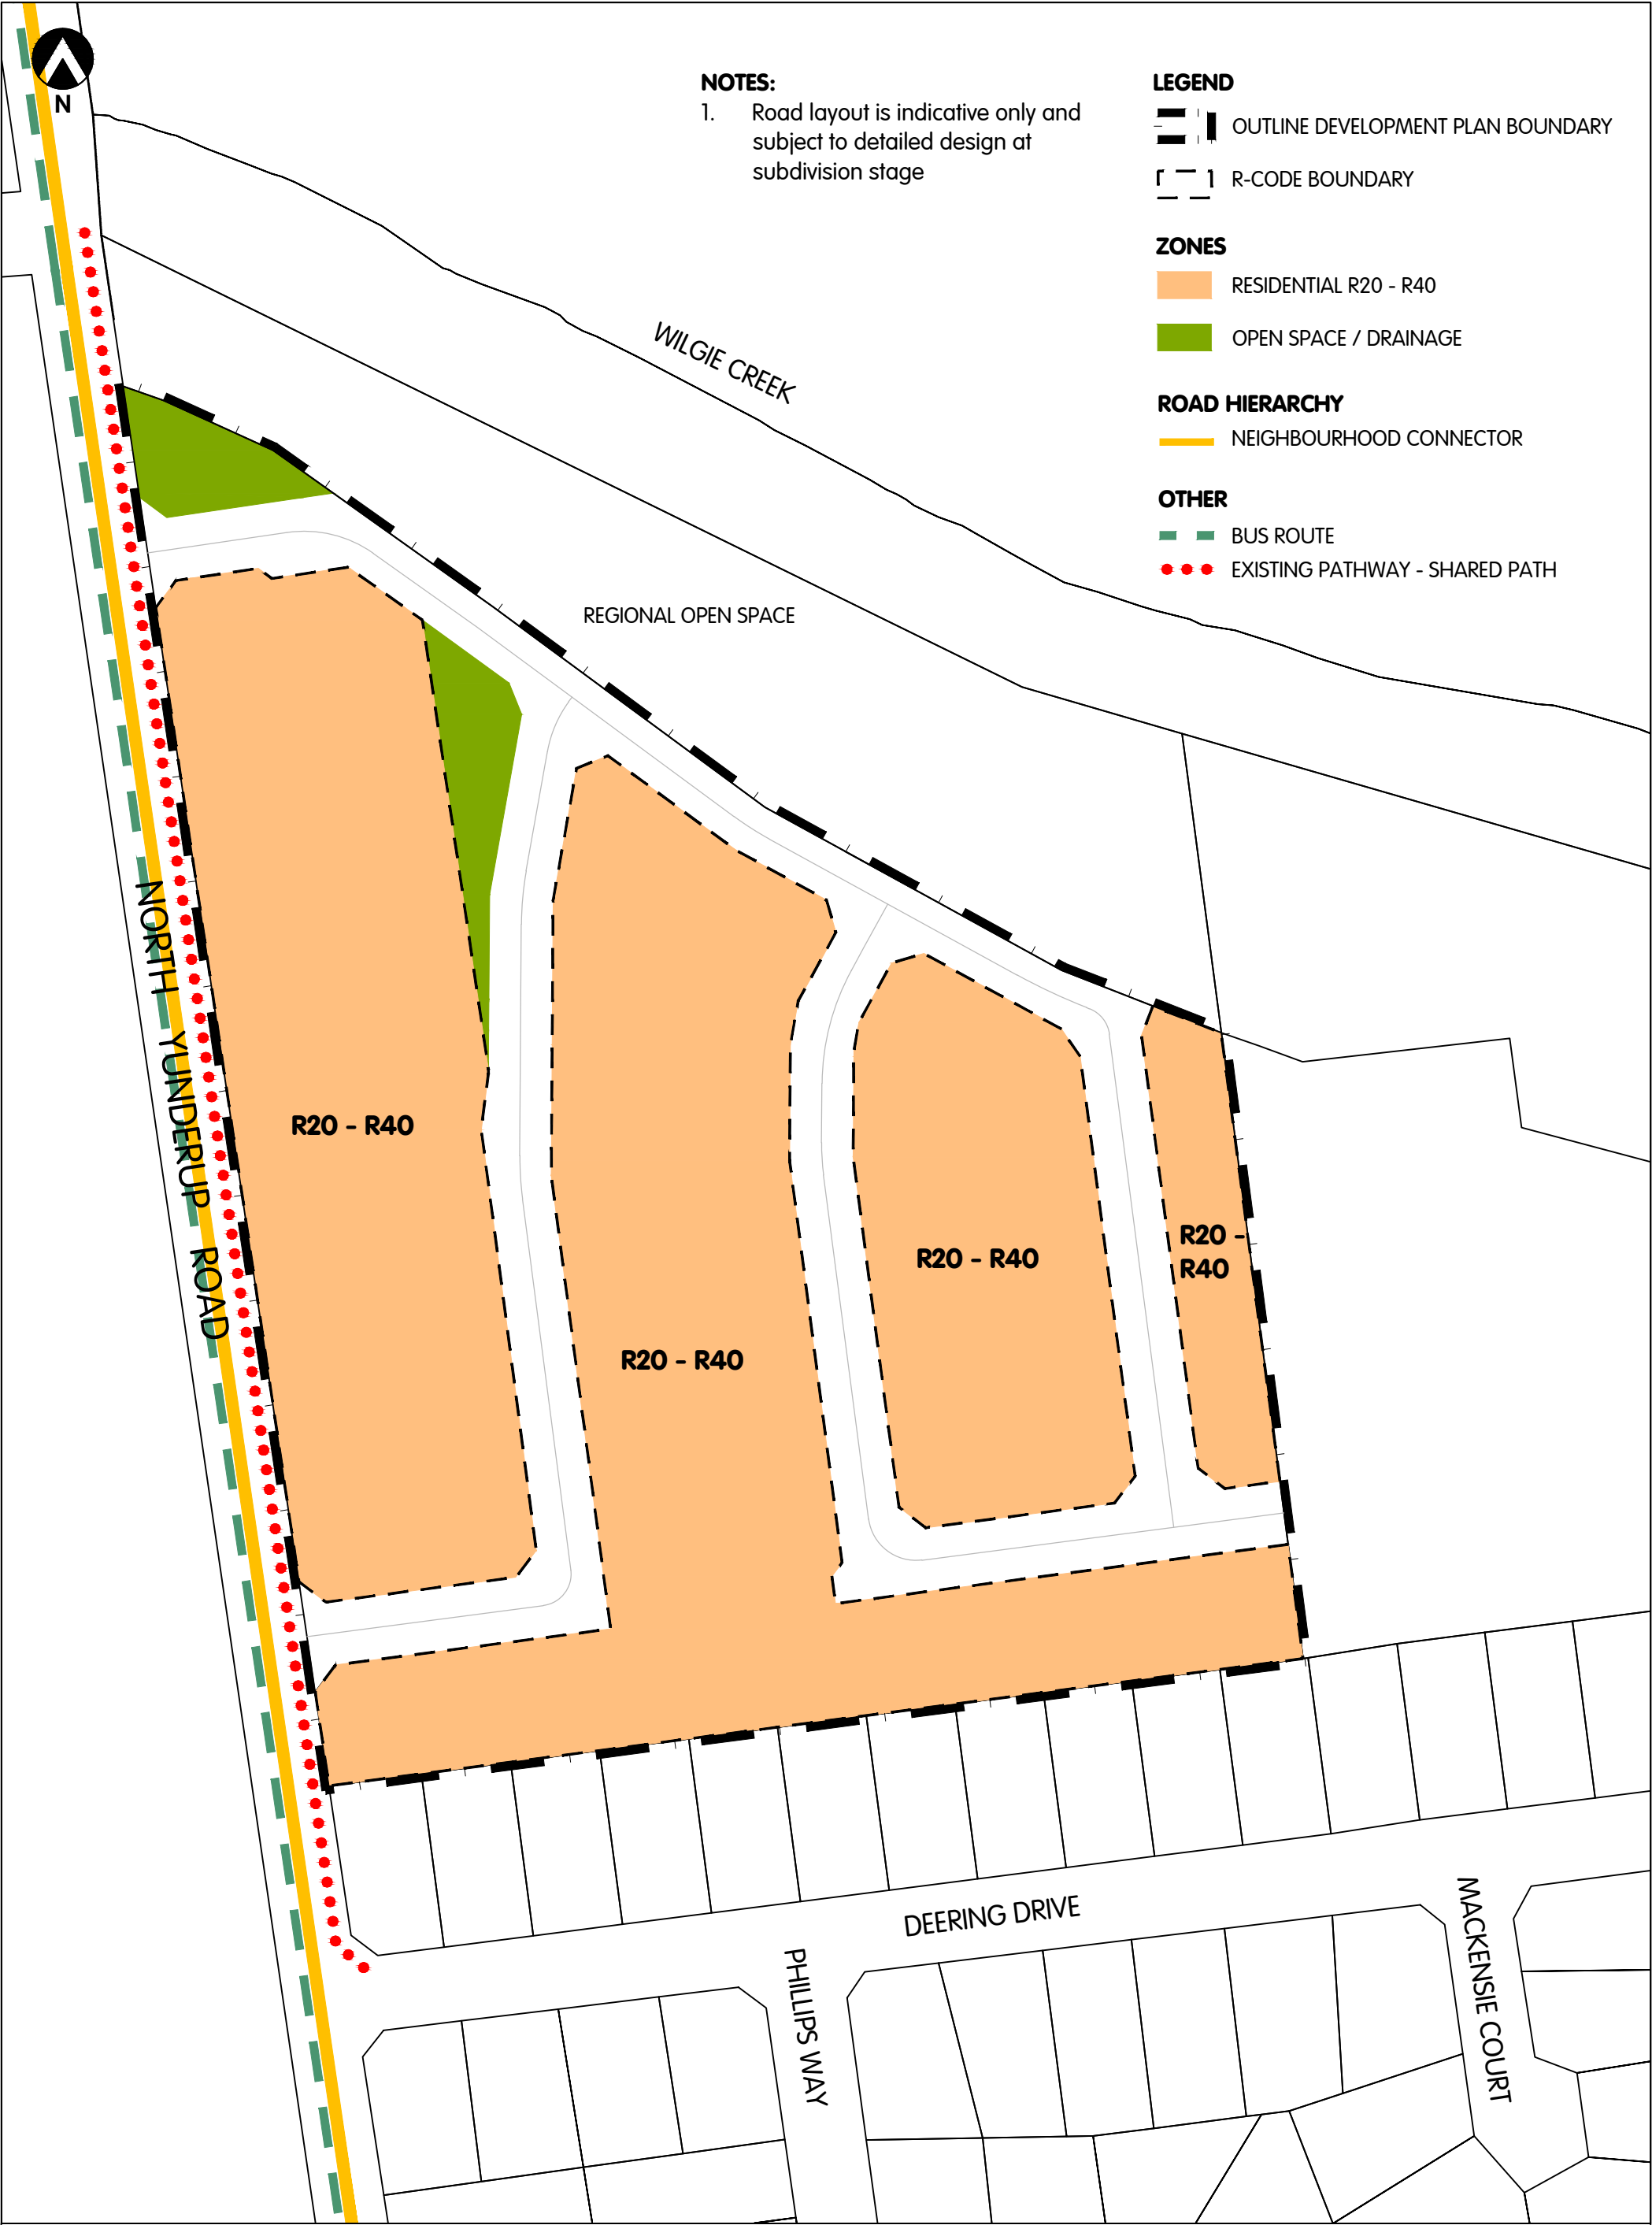 N
NOTES:
1. Road layout is indicative only and
subject to detailed design at
subdivision stage
LEGEND
OUTLINE DEVELOPMENT PLAN BOUNDARY
R-CODE BOUNDARY
ZONES
RESIDENTIAL R20 - R40
OPEN SPACE / DRAINAGE
ROAD HIERARCHY
NEIGHBOURHOOD CONNECTOR
OTHER
BUS ROUTE
EXISTING PATHWAY - SHARED PATH
WILGIE CREEK
REGIONAL OPEN SPACE
NORTH YUNDERUP ROAD
R20 - R40
R20 - R40
R20 - R40
R20 -
R40
DEERING DRIVE
PHILLIPS WAY
MACKENSIE COURT